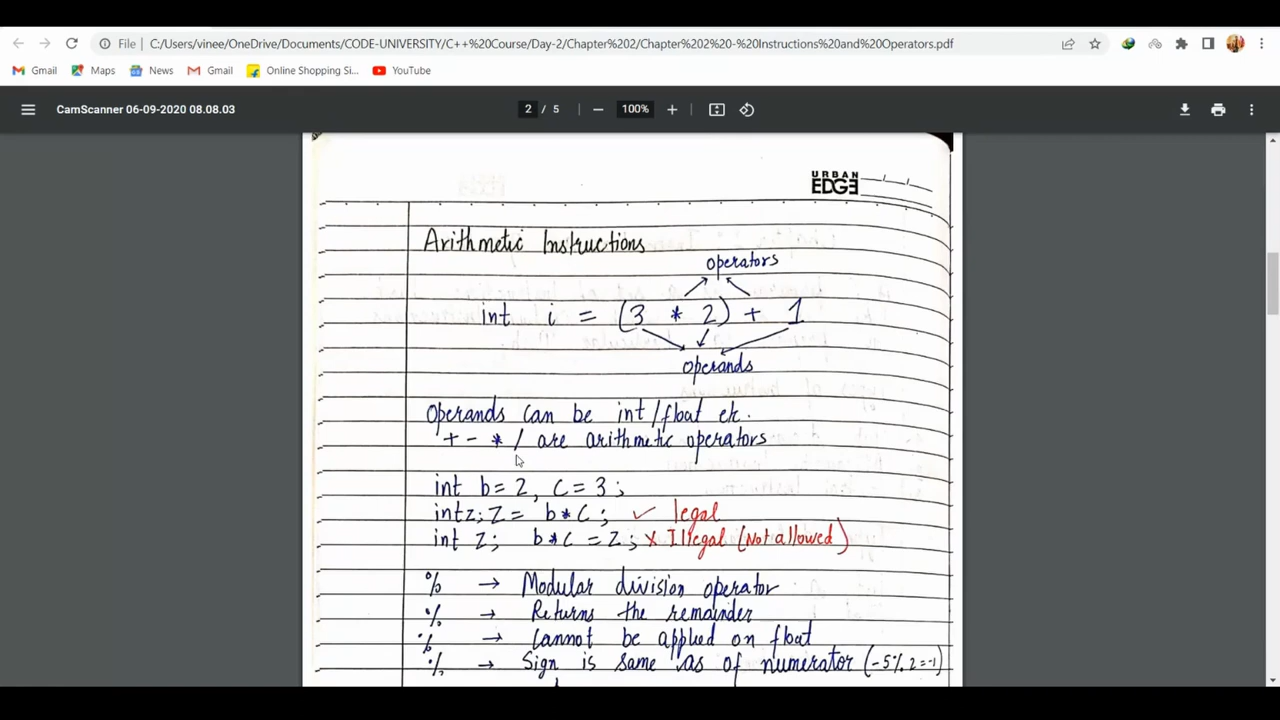 File C:/Users/vinee/OneDrive/Documents/CODE-UNIVERSITY/C++%20Course/Day-2/Chapter%202/Chapter%202%20-%20Instructions%20and%20Operators.pdf
Gmail Maps News Gmail Online Shopping Si... YouTube
CamScanner 06-09-2020 08.08.03 2 / 5 100%
URBAN
EDGE
Arithmetic Instructions
operators
int i = (3 * 2) + 1
operands
Operands can be int/float etc.
+ - * / are arithmetic operators
int b = 2, c = 3;
int z; z = b*c; ✓ legal
int z; b*c = z; X Illegal (Not allowed)
% → Modular division operator
% → Returns the remainder
% → Cannot be applied on float
% → Sign is same as of numerator (-5%2=-1)